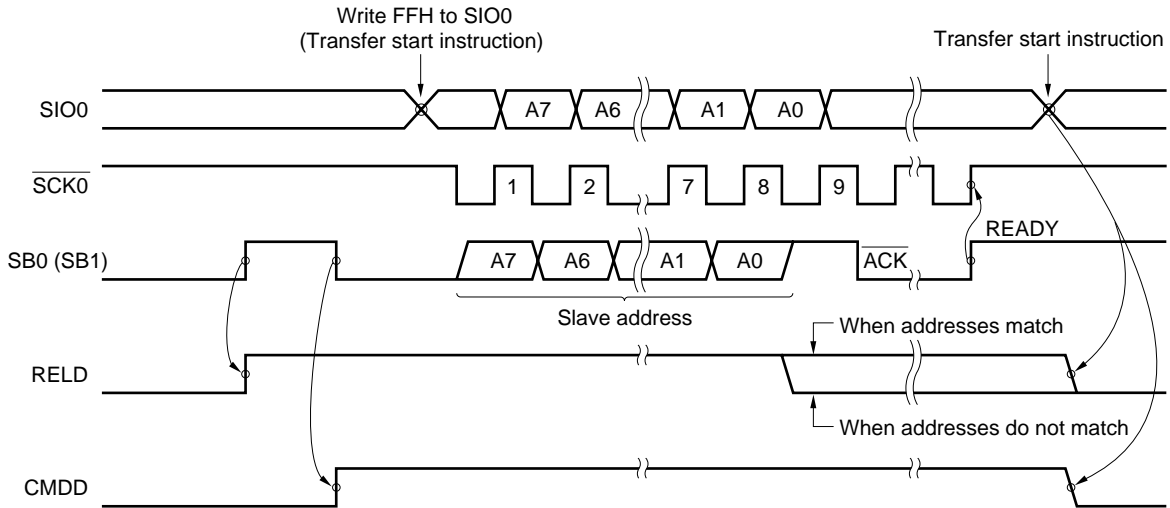 Write FFH to SIO0
(Transfer start instruction)
Transfer start instruction
SIO0
A7
A6
A1
A0
SCK0
1
2
7
8
9
READY
SB0 (SB1)
A7
A6
A1
A0
ACK
Slave address
When addresses match
RELD
When addresses do not match
CMDD